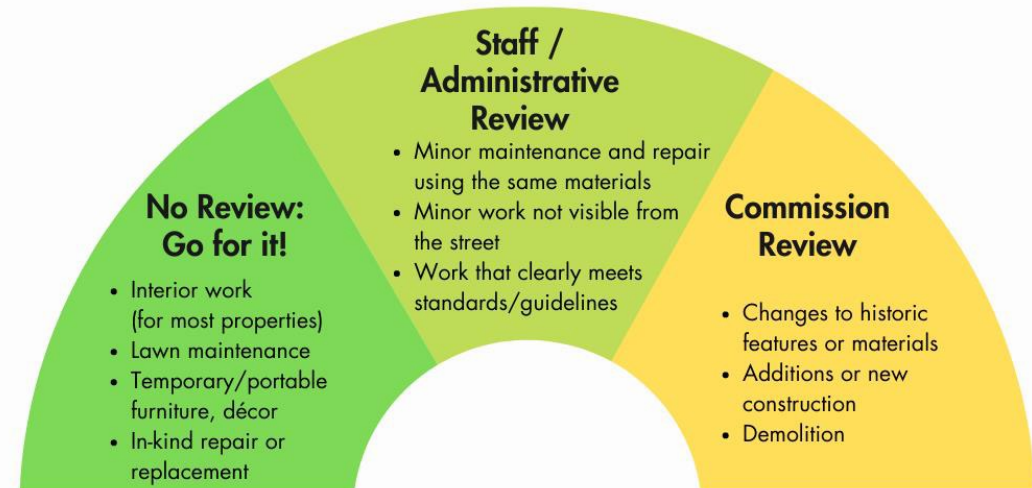 No Review:
Go for it!
• Interior work
(for most properties)
• Lawn maintenance
• Temporary/portable
furniture, décor
• In-kind repair or
replacement
Staff /
Administrative
Review
• Minor maintenance and repair
using the same materials
• Minor work not visible from
the street
• Work that clearly meets
standards/guidelines
Commission
Review
• Changes to historic
features or materials
• Additions or new
construction
• Demolition